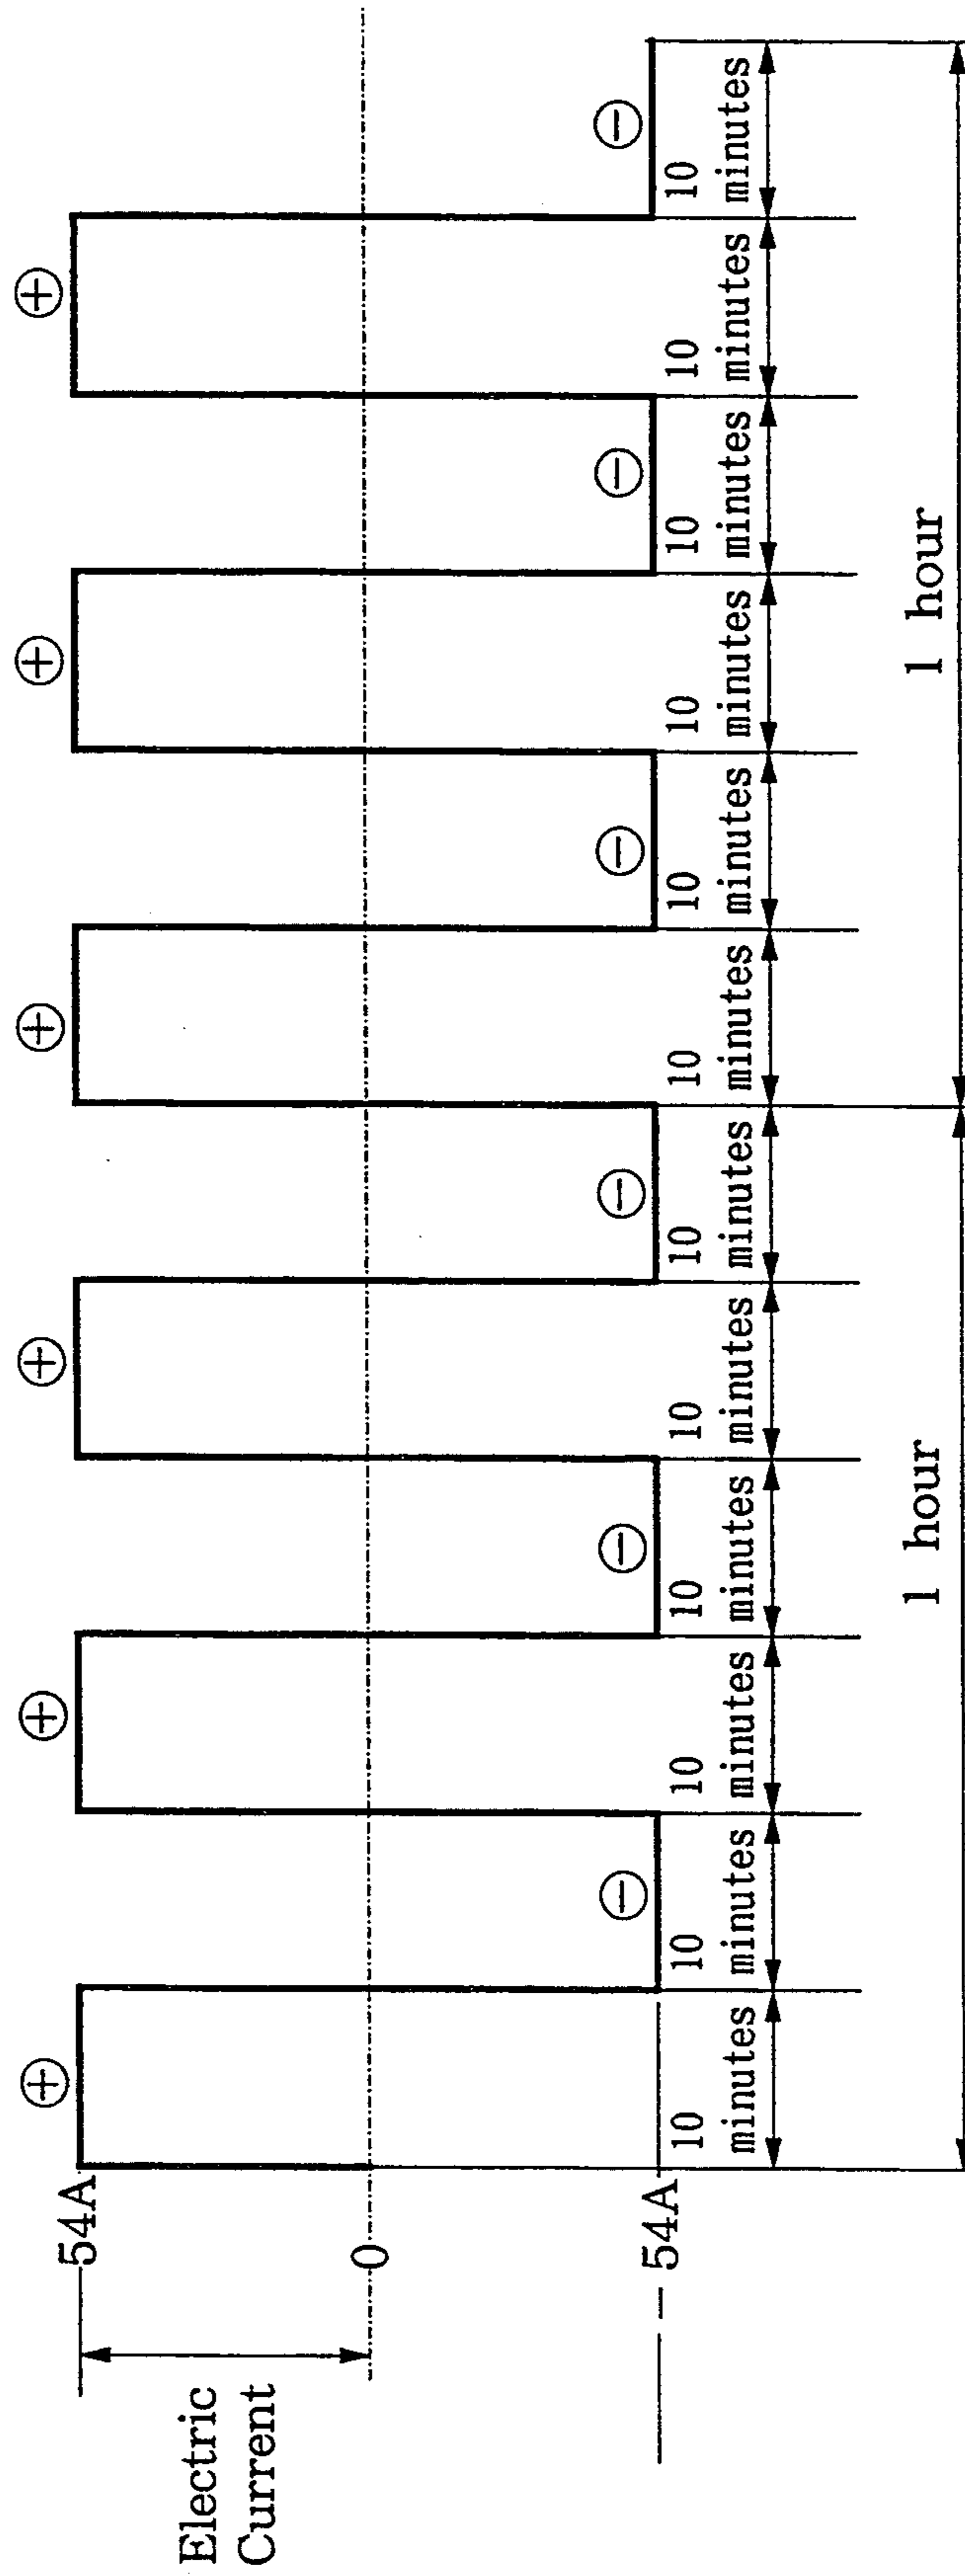 ⊕ ⊕ ⊕ ⊕ ⊕ ⊕
54A
Electric
Current
0
⊖ ⊖ ⊖ ⊖ ⊖ ⊖
− 54A
10 10 10 10 10 10 10 10 10 10 10 10
minutes minutes minutes minutes minutes minutes minutes minutes minutes minutes minutes minutes
1 hour 1 hour